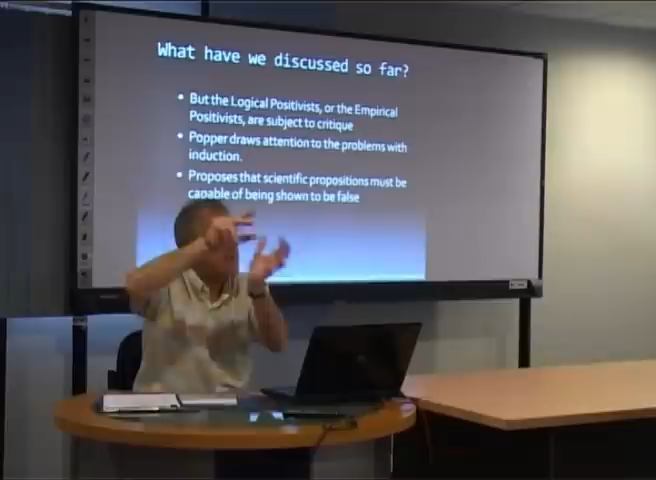 What have we discussed so far?
• But the Logical Positivists, or the Empirical
Positivists, are subject to critique
• Popper draws attention to the problems with
induction.
• Proposes that scientific propositions must be
capable of being shown to be false